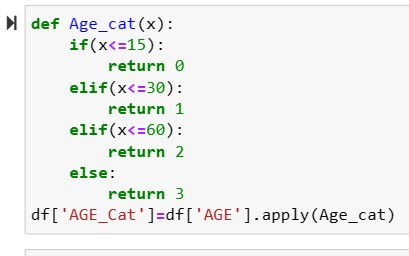 def Age_cat(x):
    if(x<=15):
        return 0
    elif(x<=30):
        return 1
    elif(x<=60):
        return 2
    else:
        return 3
df['AGE_Cat']=df['AGE'].apply(Age_cat)